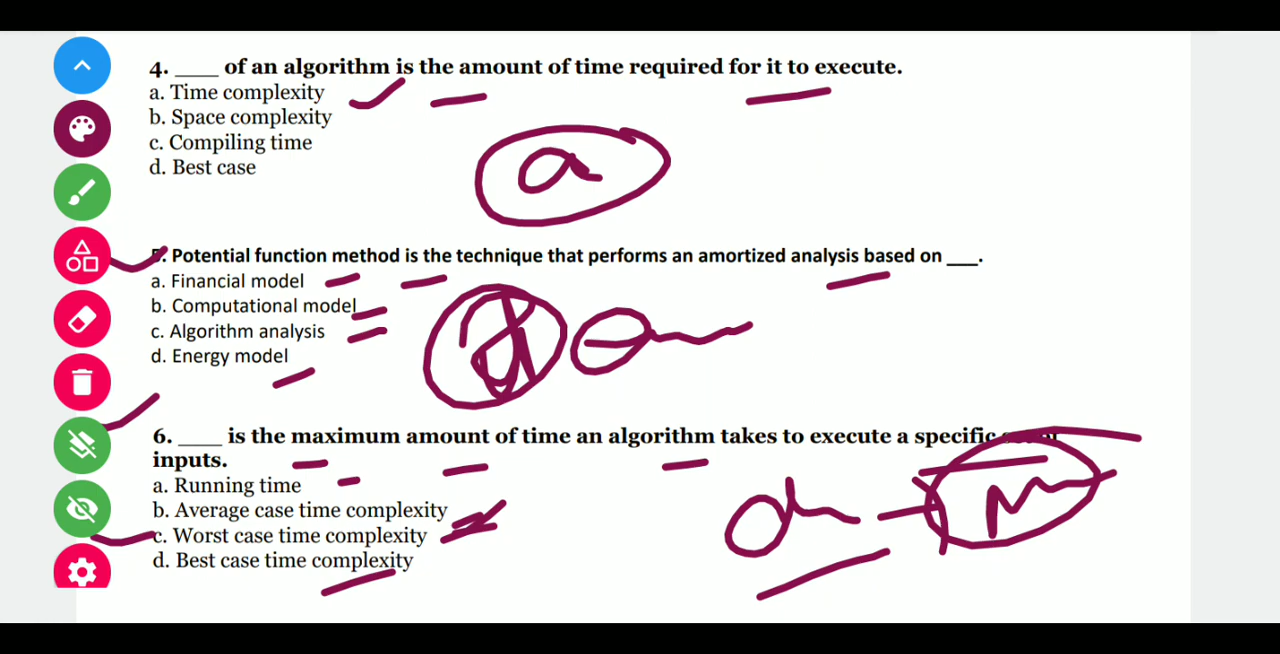 4. ____ of an algorithm is the amount of time required for it to execute.
a. Time complexity
b. Space complexity
c. Compiling time
d. Best case
a
5. Potential function method is the technique that performs an amortized analysis based on ___.
a. Financial model
b. Computational model
c. Algorithm analysis
d. Energy model
6. ____ is the maximum amount of time an algorithm takes to execute a specific
inputs.
a. Running time
b. Average case time complexity
c. Worst case time complexity
d. Best case time complexity